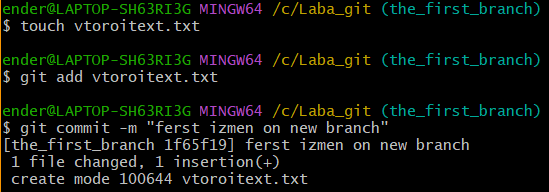 ender@LAPTOP-SH63RI3G MINGW64 /c/Laba_git (the_first_branch)
$ touch vtoroitext.txt
ender@LAPTOP-SH63RI3G MINGW64 /c/Laba_git (the_first_branch)
$ git add vtoroitext.txt
ender@LAPTOP-SH63RI3G MINGW64 /c/Laba_git (the_first_branch)
$ git commit -m "ferst izmen on new branch"
[the_first_branch 1f65f19] ferst izmen on new branch
 1 file changed, 1 insertion(+)
 create mode 100644 vtoroitext.txt